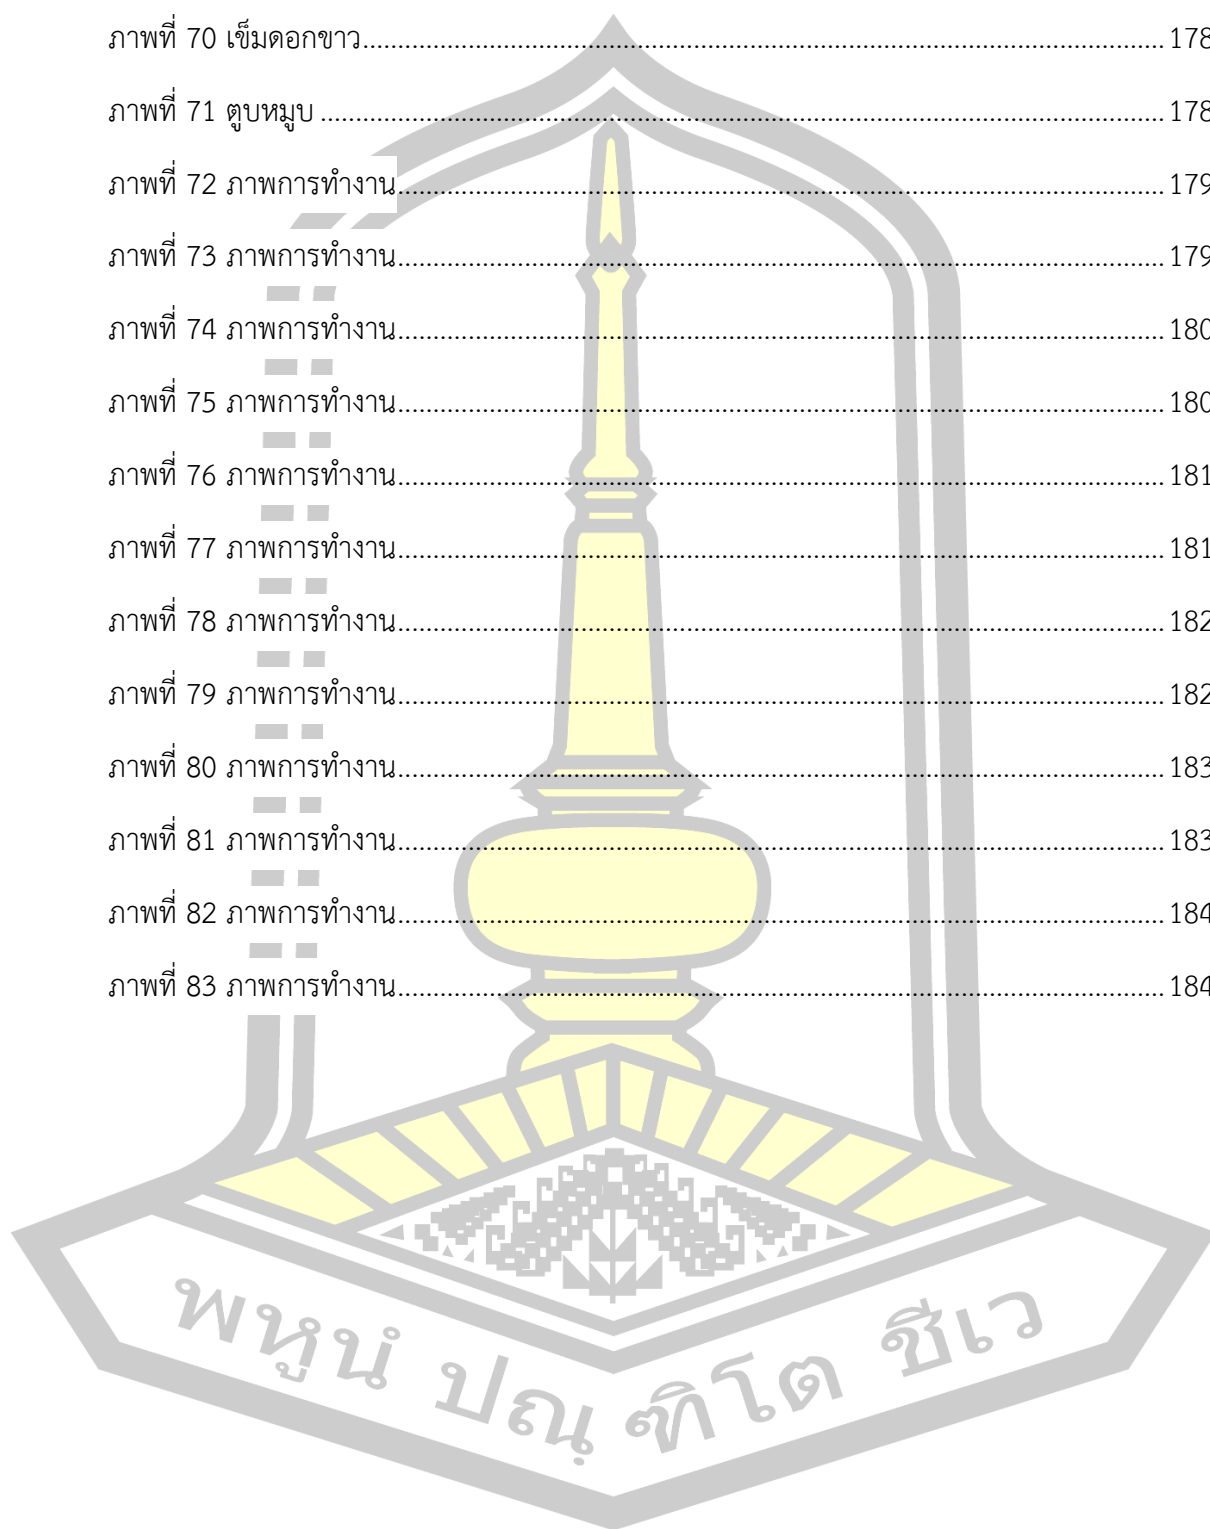 ภาพที่ 70 เข็มดอกขาว.................................................................................................. 178
ภาพที่ 71 ตูบหมูบ ....................................................................................................... 178
ภาพที่ 72 ภาพการทำงาน.............................................................................................. 179
ภาพที่ 73 ภาพการทำงาน.............................................................................................. 179
ภาพที่ 74 ภาพการทำงาน.............................................................................................. 180
ภาพที่ 75 ภาพการทำงาน.............................................................................................. 180
ภาพที่ 76 ภาพการทำงาน.............................................................................................. 181
ภาพที่ 77 ภาพการทำงาน.............................................................................................. 181
ภาพที่ 78 ภาพการทำงาน.............................................................................................. 182
ภาพที่ 79 ภาพการทำงาน.............................................................................................. 182
ภาพที่ 80 ภาพการทำงาน.............................................................................................. 183
ภาพที่ 81 ภาพการทำงาน.............................................................................................. 183
ภาพที่ 82 ภาพการทำงาน.............................................................................................. 184
ภาพที่ 83 ภาพการทำงาน.............................................................................................. 184
พหูนํ ปณฺ ฑิโต ชีเว